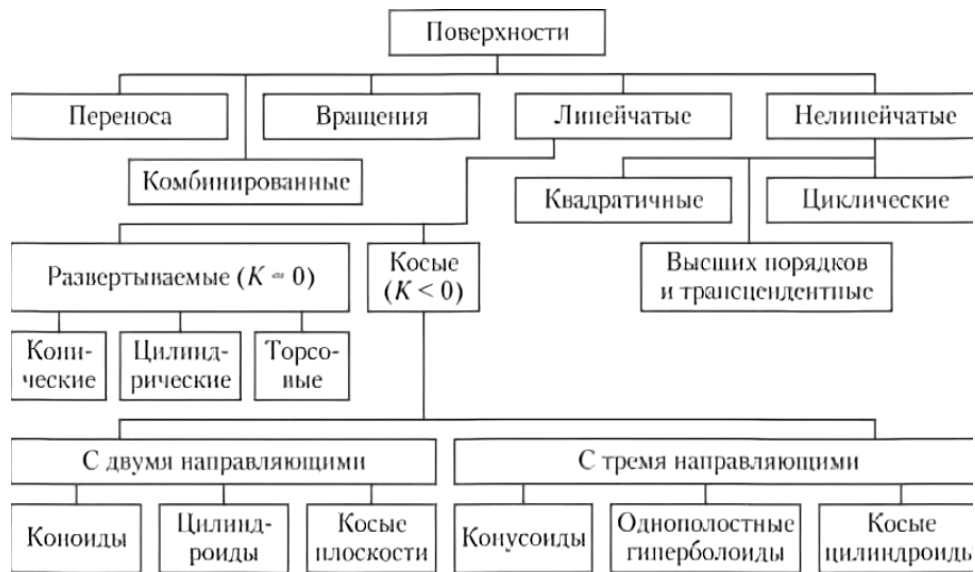 Поверхности
Переноса
Вращения
Линейчатые
Нелинейчатые
Комбинированные
Квадратичные
Циклические
Развертываемые (K = 0)
Косые
(K < 0)
Высших порядков
и трансцендентные
Кони-
ческие
Цилинд-
рические
Торсо-
вые
С двумя направляющими
С тремя направляющими
Коноиды
Цилинд-
роиды
Косые
плоскости
Конусоиды
Однополостные
гиперболоиды
Косые
цилиндроиды